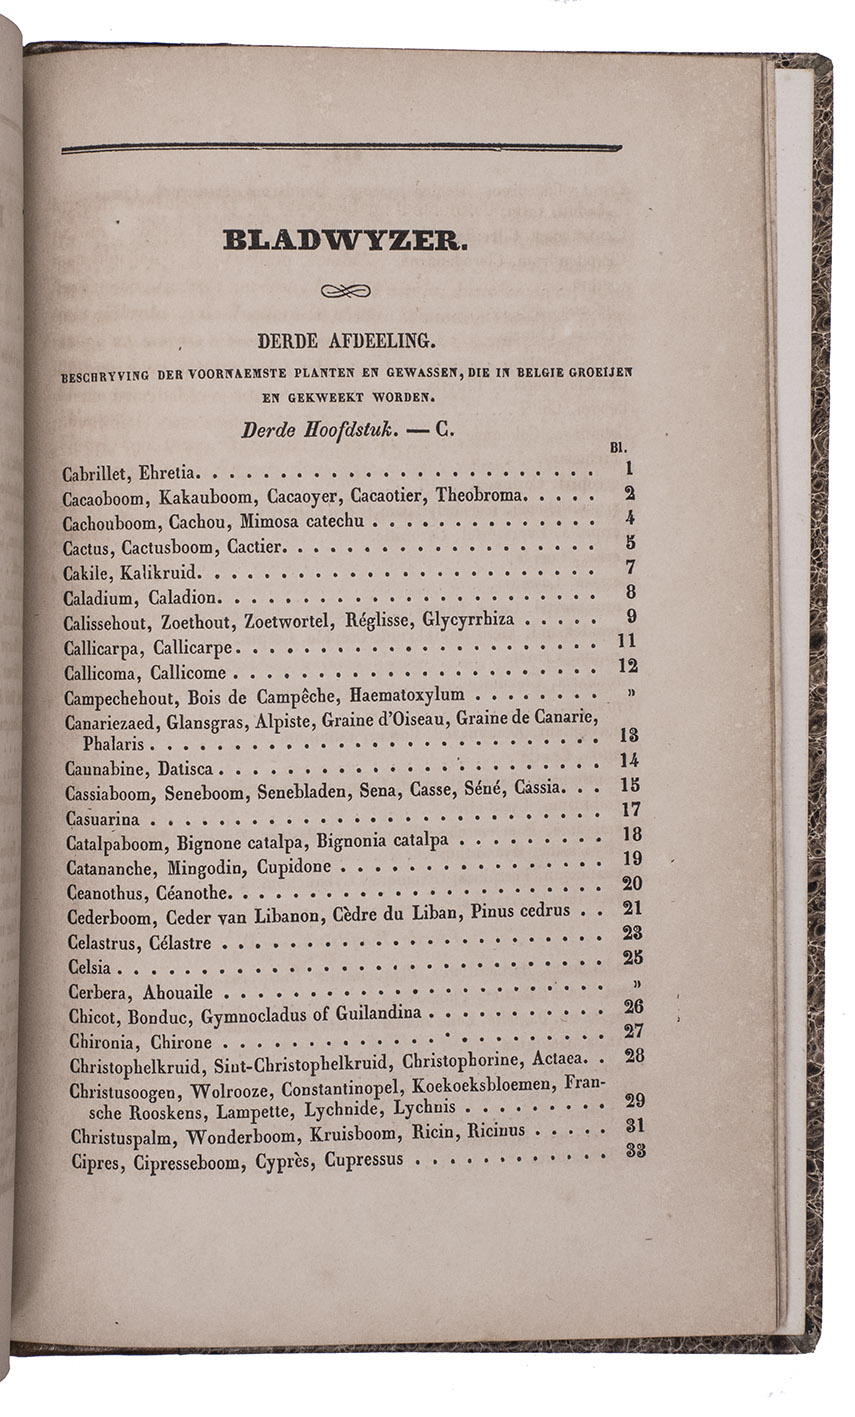 BLADWYZER.
DERDE AFDEELING.
BESCHRYVING DER VOORNAEMSTE PLANTEN EN GEWASSEN, DIE IN BELGIE GROEIJEN
EN GEKWEEKT WORDEN.
Derde Hoofdstuk. — C.
Bl.
Cabrillet, Ehretia. . . . . . . . . . . . . . . . . . . . . . . 1
Cacaoboom, Kakauboom, Cacaoyer, Cacaotier, Theobroma. . . . . 2
Cachouboom, Cachou, Mimosa catechu . . . . . . . . . . . . . . 4
Cactus, Cactusboom, Cactier. . . . . . . . . . . . . . . . . . 5
Cakile, Kalikruid. . . . . . . . . . . . . . . . . . . . . . . 7
Caladium, Caladion. . . . . . . . . . . . . . . . . . . . . . 8
Calissehout, Zoethout, Zoetwortel, Réglisse, Glycyrrhiza . . . . . 9
Callicarpa, Callicarpe. . . . . . . . . . . . . . . . . . . . . 11
Callicoma, Callicome . . . . . . . . . . . . . . . . . . . . . 12
Campechehout, Bois de Campêche, Haematoxylum . . . . . . . . »
Canariezaed, Glansgras, Alpiste, Graine d'Oiseau, Graine de Canarie,
Phalaris . . . . . . . . . . . . . . . . . . . . . . . . . . 13
Caunabine, Datisca . . . . . . . . . . . . . . . . . . . . . . 14
Cassiaboom, Seneboom, Senebladen, Sena, Casse, Séné, Cassia. . . 15
Casuarina . . . . . . . . . . . . . . . . . . . . . . . . . . 17
Catalpaboom, Bignone catalpa, Bignonia catalpa . . . . . . . . . 18
Catananche, Mingodin, Cupidone . . . . . . . . . . . . . . . . 19
Ceanothus, Céanothe. . . . . . . . . . . . . . . . . . . . . . 20
Cederboom, Ceder van Libanon, Cèdre du Liban, Pinus cedrus . . 21
Celastrus, Célastre . . . . . . . . . . . . . . . . . . . . . . 23
Celsia . . . . . . . . . . . . . . . . . . . . . . . . . . . . 25
Cerbera, Ahouaile . . . . . . . . . . . . . . . . . . . . . . »
Chicot, Bonduc, Gymnocladus of Guilandina . . . . . . . . . . . 26
Chironia, Chirone . . . . . . . . . . . . . . . . . . . . . . 27
Christophelkruid, Sint-Christophelkruid, Christophorine, Actaea. . 28
Christusoogen, Wolrooze, Constantinopel, Koekoeksbloemen, Fran-
sche Rooskens, Lampette, Lychnide, Lychnis . . . . . . . . . 29
Christuspalm, Wonderboom, Kruisboom, Ricin, Ricinus . . . . . 31
Cipres, Cipresseboom, Cyprès, Cupressus . . . . . . . . . . . . 33